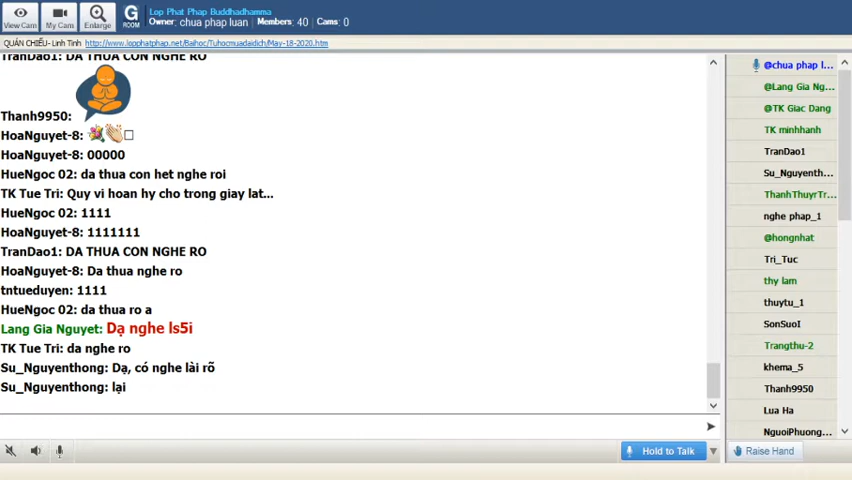 Lop Phat Phap Buddhadhamma
Owner: chua phap luan Members: 40 Cams: 0
View Cam My Cam Enlarge G ROOM
QUÁN CHIẾU- Linh Tinh http://www.lopphatphap.net/Baihoc/Tuhocmuadaidich/May-18-2020.htm
TranDao1: DA THUA CON NGHE RO
Thanh9950:
HoaNguyet-8:
HoaNguyet-8: 00000
HueNgoc 02: da thua con het nghe roi
TK Tue Tri: Quy vi hoan hy cho trong giay lat...
HueNgoc 02: 1111
HoaNguyet-8: 1111111
TranDao1: DA THUA CON NGHE RO
HoaNguyet-8: Da thua nghe ro
tntueduyen: 1111
HueNgoc 02: da thua ro a
Lang Gia Nguyet: Dạ nghe ls5i
TK Tue Tri: da nghe ro
Su_Nguyenthong: Dạ, có nghe lài rõ
Su_Nguyenthong: lại
@chua phap l...
@Lang Gia Ng...
@TK Giac Dang
TK minhhanh
TranDao1
Su_Nguyenth...
ThanhThuyrTr...
nghe phap_1
@hongnhat
Tri_Tuc
thy lam
thuytu_1
SonSuoI
Trangthu-2
khema_5
Thanh9950
Lua Ha
NguoiPhuong...
Hold to Talk
Raise Hand